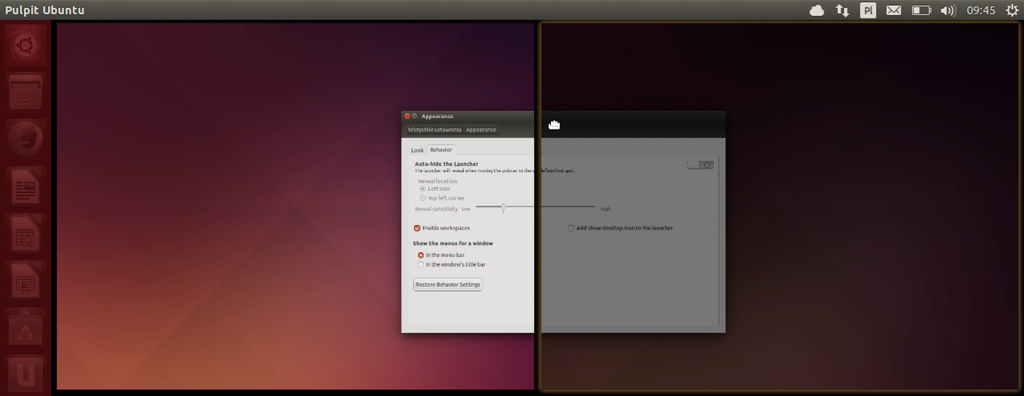 Pulpit Ubuntu
Pl
09:45
Appearance
Wszystkie ustawienia Appearance
Look Behavior
Auto-hide the Launcher
The launcher will reveal when moving the pointer to the defined hot spot.
Reveal location
Left side
Top left corner
Reveal sensitivity Low High
Enable workspaces Add show desktop icon to the launcher
Show the menus for a window
In the menu bar
In the window's title bar
Restore Behavior Settings